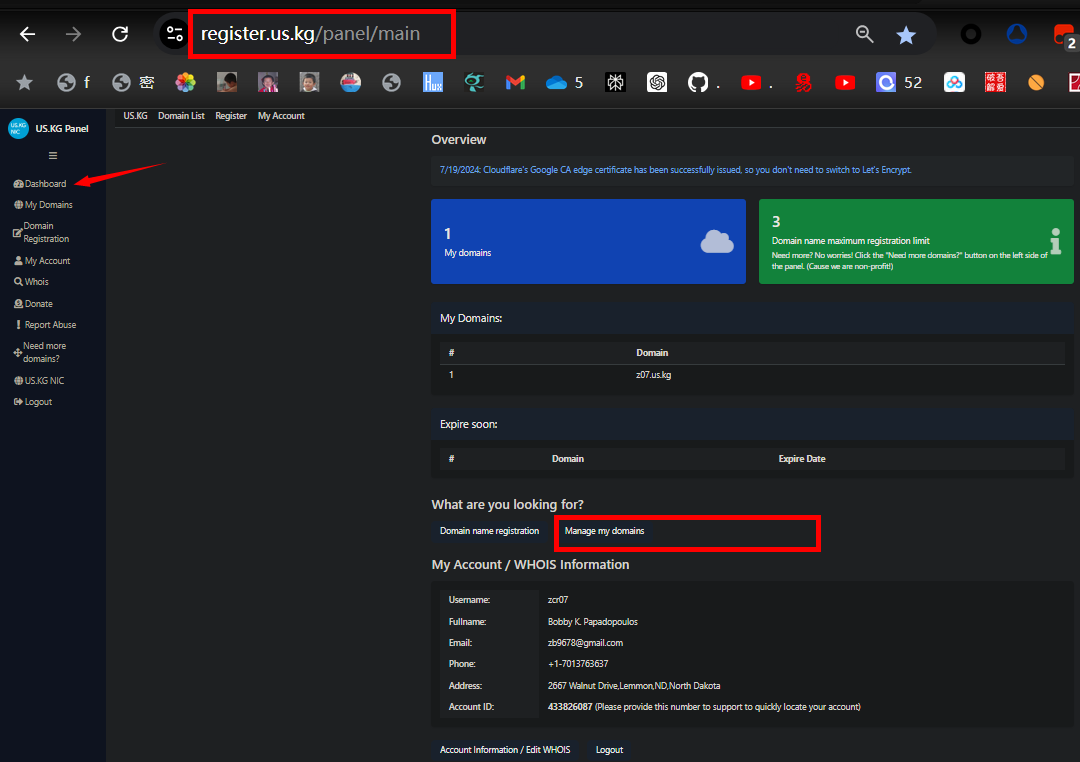 register.us.kg/panel/main
2
f
密
Hux
5
.
.
52
破吾
解爱
US.KG
NIC
US.KG Panel
US.KG Domain List Register My Account
Dashboard
My Domains
Domain
Registration
My Account
Whois
Donate
Report Abuse
Need more
domains?
US.KG NIC
Logout
Overview
7/19/2024: Cloudflare's Google CA edge certificate has been successfully issued, so you don't need to switch to Let's Encrypt.
1
My domains
3
Domain name maximum registration limit
Need more? No worries! Click the "Need more domains?" button on the left side of
the panel. (Cause we are non-profit!)
My Domains:
# Domain
1 z07.us.kg
Expire soon:
# Domain Expire Date
What are you looking for?
Domain name registration Manage my domains
My Account / WHOIS Information
Username: zcr07
Fullname: Bobby K. Papadopoulos
Email: zb9678@gmail.com
Phone: +1-7013763637
Address: 2667 Walnut Drive,Lemmon,ND,North Dakota
Account ID: 433826087 (Please provide this number to support to quickly locate your account)
Account Information / Edit WHOIS Logout